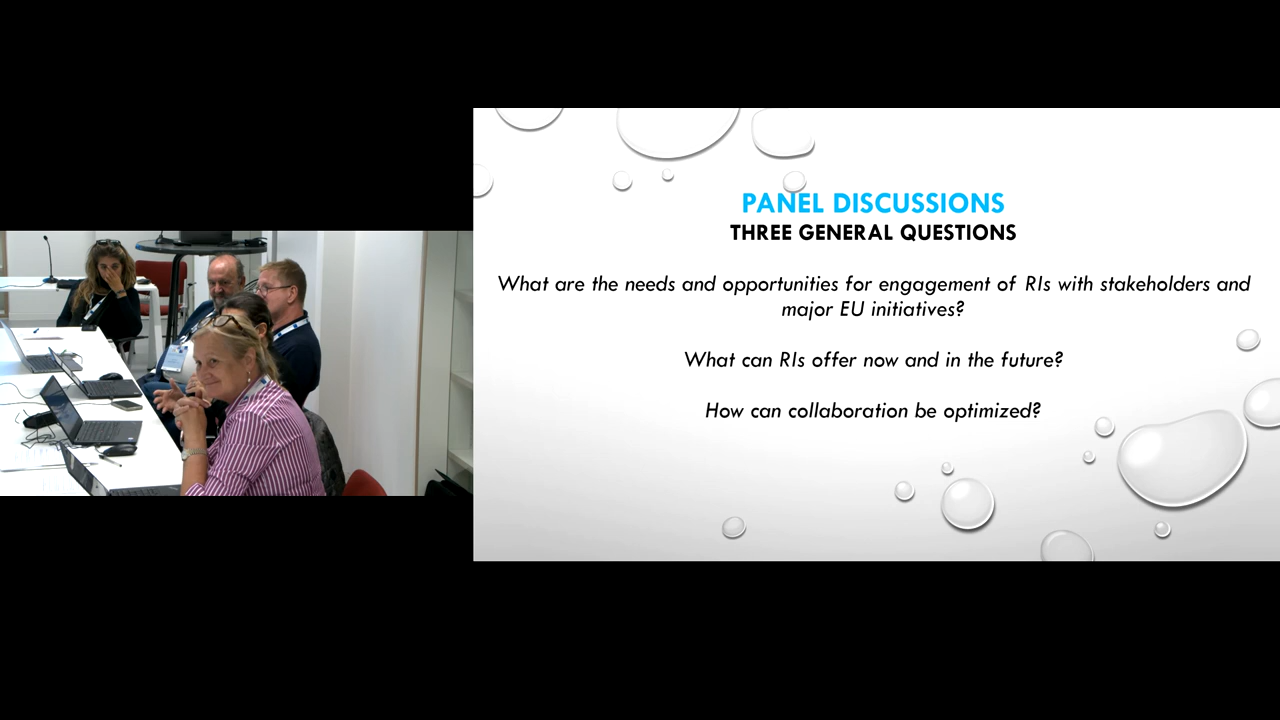 PANEL DISCUSSIONS
THREE GENERAL QUESTIONS
What are the needs and opportunities for engagement of RIs with stakeholders and
major EU initiatives?
What can RIs offer now and in the future?
How can collaboration be optimized?